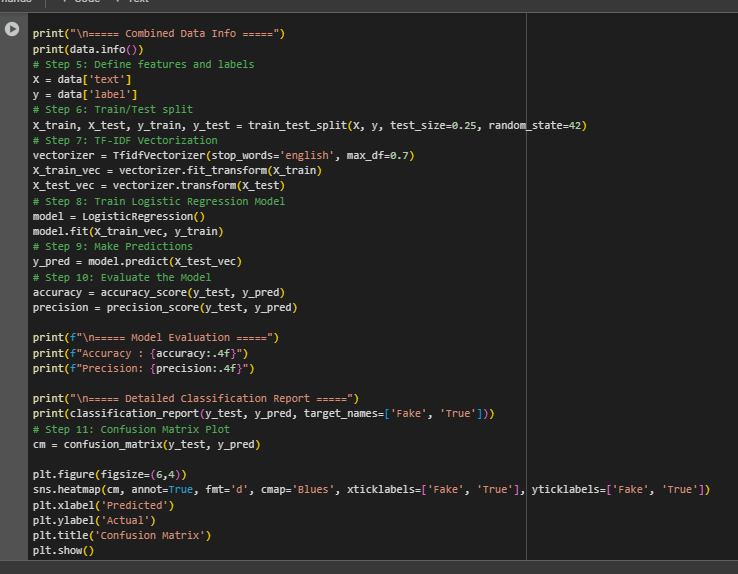 print("\n===== Combined Data Info =====")
print(data.info())
# Step 5: Define features and labels
X = data['text']
y = data['label']
# Step 6: Train/Test split
X_train, X_test, y_train, y_test = train_test_split(X, y, test_size=0.25, random_state=42)
# Step 7: TF-IDF Vectorization
vectorizer = TfidfVectorizer(stop_words='english', max_df=0.7)
X_train_vec = vectorizer.fit_transform(X_train)
X_test_vec = vectorizer.transform(X_test)
# Step 8: Train Logistic Regression Model
model = LogisticRegression()
model.fit(X_train_vec, y_train)
# Step 9: Make Predictions
y_pred = model.predict(X_test_vec)
# Step 10: Evaluate the Model
accuracy = accuracy_score(y_test, y_pred)
precision = precision_score(y_test, y_pred)
print(f"\n===== Model Evaluation =====")
print(f"Accuracy : {accuracy:.4f}")
print(f"Precision: {precision:.4f}")
print("\n===== Detailed Classification Report =====")
print(classification_report(y_test, y_pred, target_names=['Fake', 'True']))
# Step 11: Confusion Matrix Plot
cm = confusion_matrix(y_test, y_pred)
plt.figure(figsize=(6,4))
sns.heatmap(cm, annot=True, fmt='d', cmap='Blues', xticklabels=['Fake', 'True'], yticklabels=['Fake', 'True'])
plt.xlabel('Predicted')
plt.ylabel('Actual')
plt.title('Confusion Matrix')
plt.show()